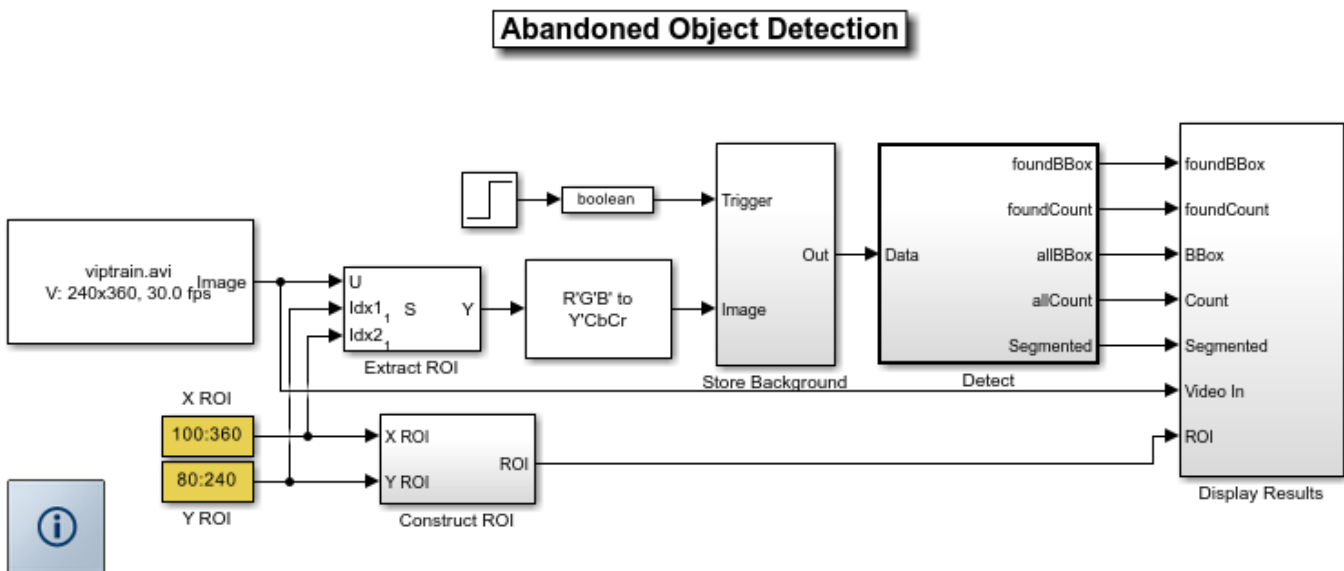 Abandoned Object Detection
viptrain.avi
V: 240x360, 30.0 fps
Image
X ROI
100:360
80:240
Y ROI
boolean
U
Idx1
1
Idx2
1
S
Y
Extract ROI
R'G'B' to
Y'CbCr
X ROI
Y ROI
ROI
Construct ROI
Trigger
Image
Out
Store Background
Data
foundBBox
foundCount
allBBox
allCount
Segmented
Detect
foundBBox
foundCount
BBox
Count
Segmented
Video In
ROI
Display Results